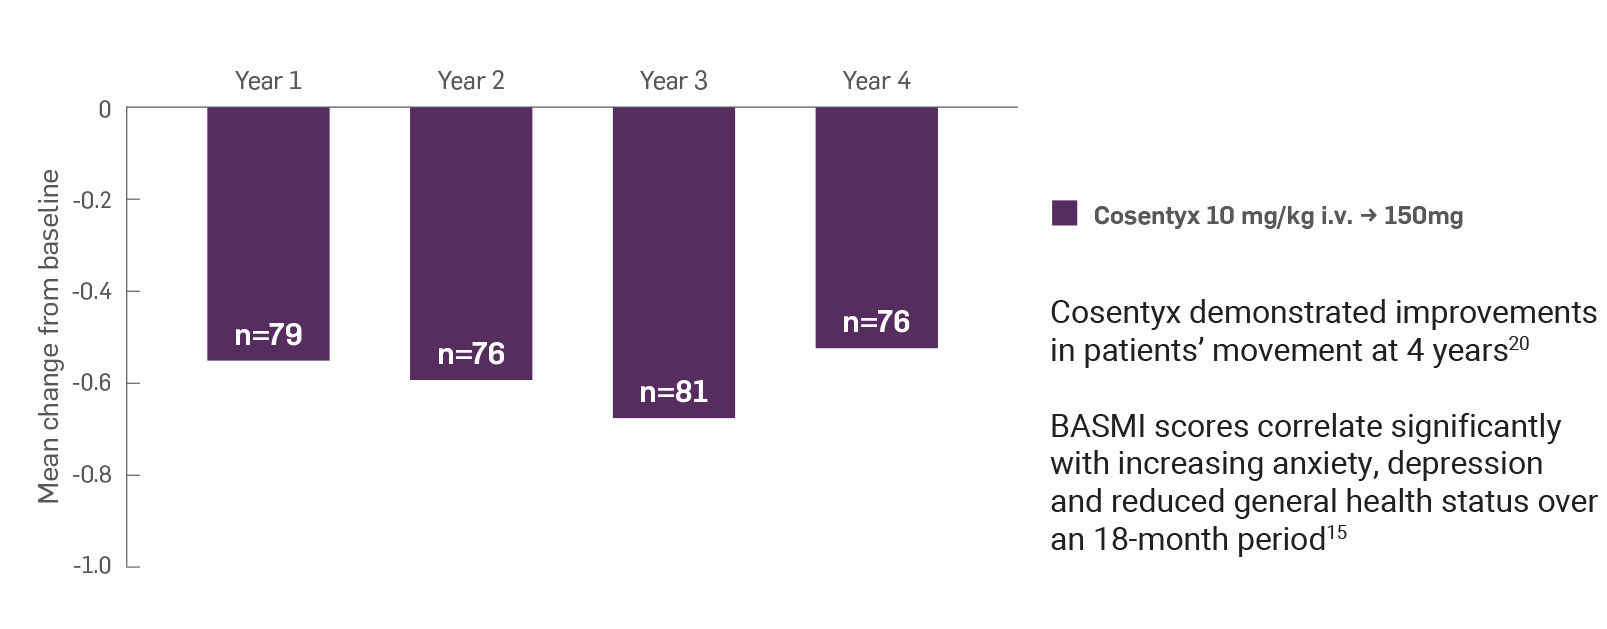 Year 1 Year 2 Year 3 Year 4
0
-0.2
-0.4
-0.6
-0.8
-1.0
Mean change from baseline
n=79
n=76
n=81
n=76
Cosentyx 10 mg/kg i.v. → 150mg
Cosentyx demonstrated improvements
in patients’ movement at 4 years20
BASMI scores correlate significantly
with increasing anxiety, depression
and reduced general health status over
an 18-month period15